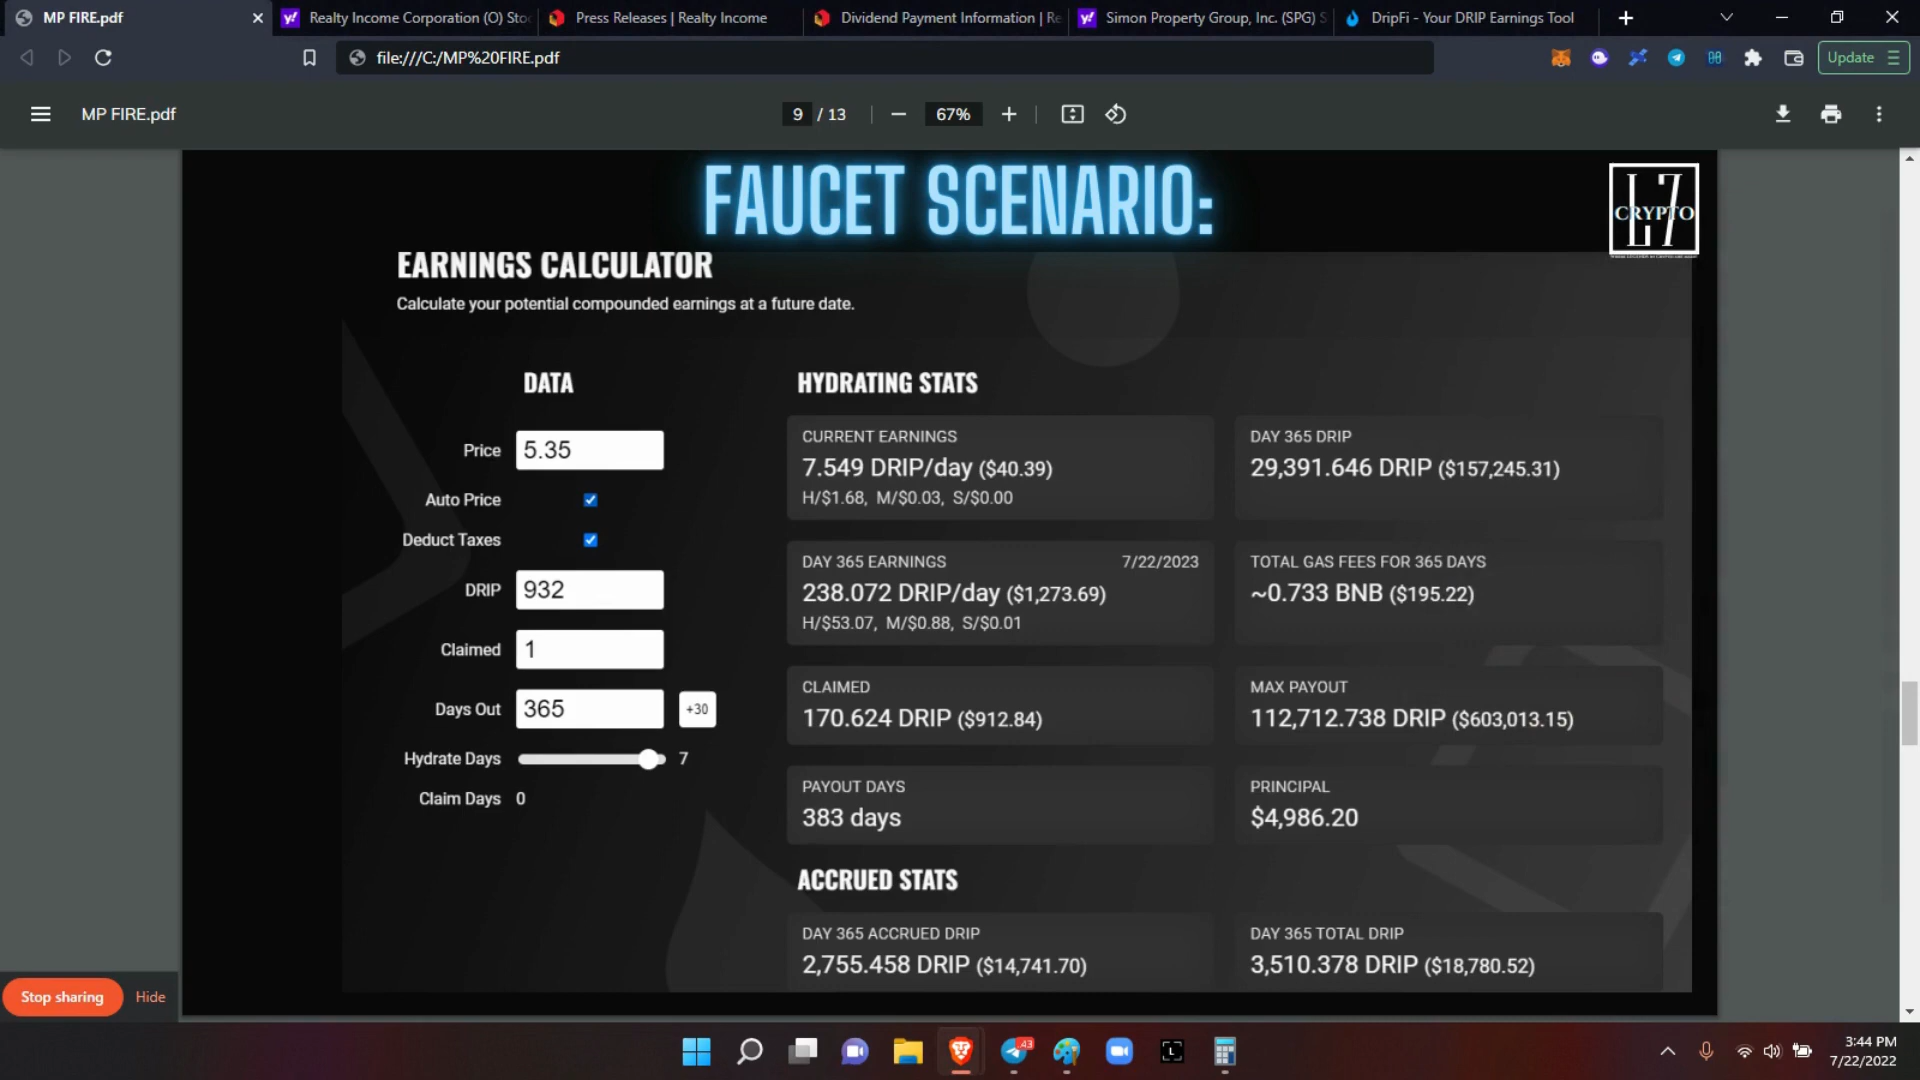 MP FIRE.pdf
Realty Income Corporation (O) Sto
Press Releases | Realty Income
Dividend Payment Information | Re
Simon Property Group, Inc. (SPG) S
DripFi - Your DRIP Earnings Tool
file:///C:/MP%20FIRE.pdf
Update
MP FIRE.pdf
9 / 13
67%
FAUCET SCENARIO:
L7
CRYPTO
EARNINGS CALCULATOR
Calculate your potential compounded earnings at a future date.
DATA
Price 5.35
Auto Price
Deduct Taxes
DRIP 932
Claimed 1
Days Out 365 +30
Hydrate Days 7
Claim Days 0
HYDRATING STATS
CURRENT EARNINGS
7.549 DRIP/day ($40.39)
H/$1.68, M/$0.03, S/$0.00
DAY 365 DRIP
29,391.646 DRIP ($157,245.31)
DAY 365 EARNINGS 7/22/2023
238.072 DRIP/day ($1,273.69)
H/$53.07, M/$0.88, S/$0.01
TOTAL GAS FEES FOR 365 DAYS
~0.733 BNB ($195.22)
CLAIMED
170.624 DRIP ($912.84)
MAX PAYOUT
112,712.738 DRIP ($603,013.15)
PAYOUT DAYS
383 days
PRINCIPAL
$4,986.20
ACCRUED STATS
DAY 365 ACCRUED DRIP
2,755.458 DRIP ($14,741.70)
DAY 365 TOTAL DRIP
3,510.378 DRIP ($18,780.52)
Stop sharing
Hide
43
L
3:44 PM
7/22/2022